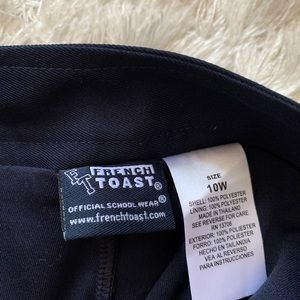 FT FRENCH
TOAST®
OFFICIAL SCHOOL WEAR®
www.frenchtoast.com®
SIZE
10W
SHELL: 100% POLYESTER
LINING: 100% POLYESTER
MADE IN THAILAND
SEE REVERSE FOR CARE
RN 13765
EXTERIOR: 100% POLIESTER
FORRO: 100% POLIESTER
HECHO EN TAILANDIA
VEA AL REVERSO
PARA INSTRUCCIONES